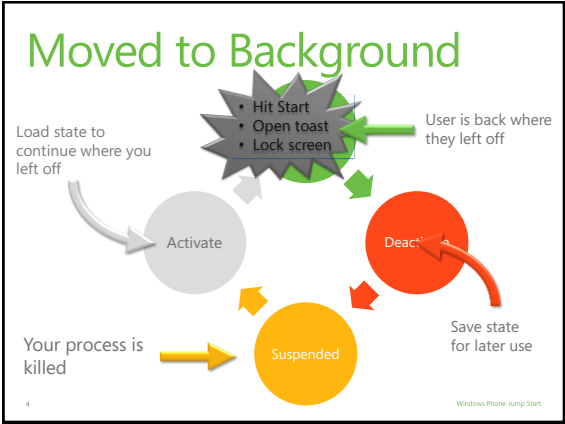 Moved to Background
• Hit Start
• Open toast
• Lock screen
User is back where
they left off
Load state to
continue where you
left off
Activate
Save state
for later use
Suspended
Your process is
killed
4
Windows Phone Jump Start